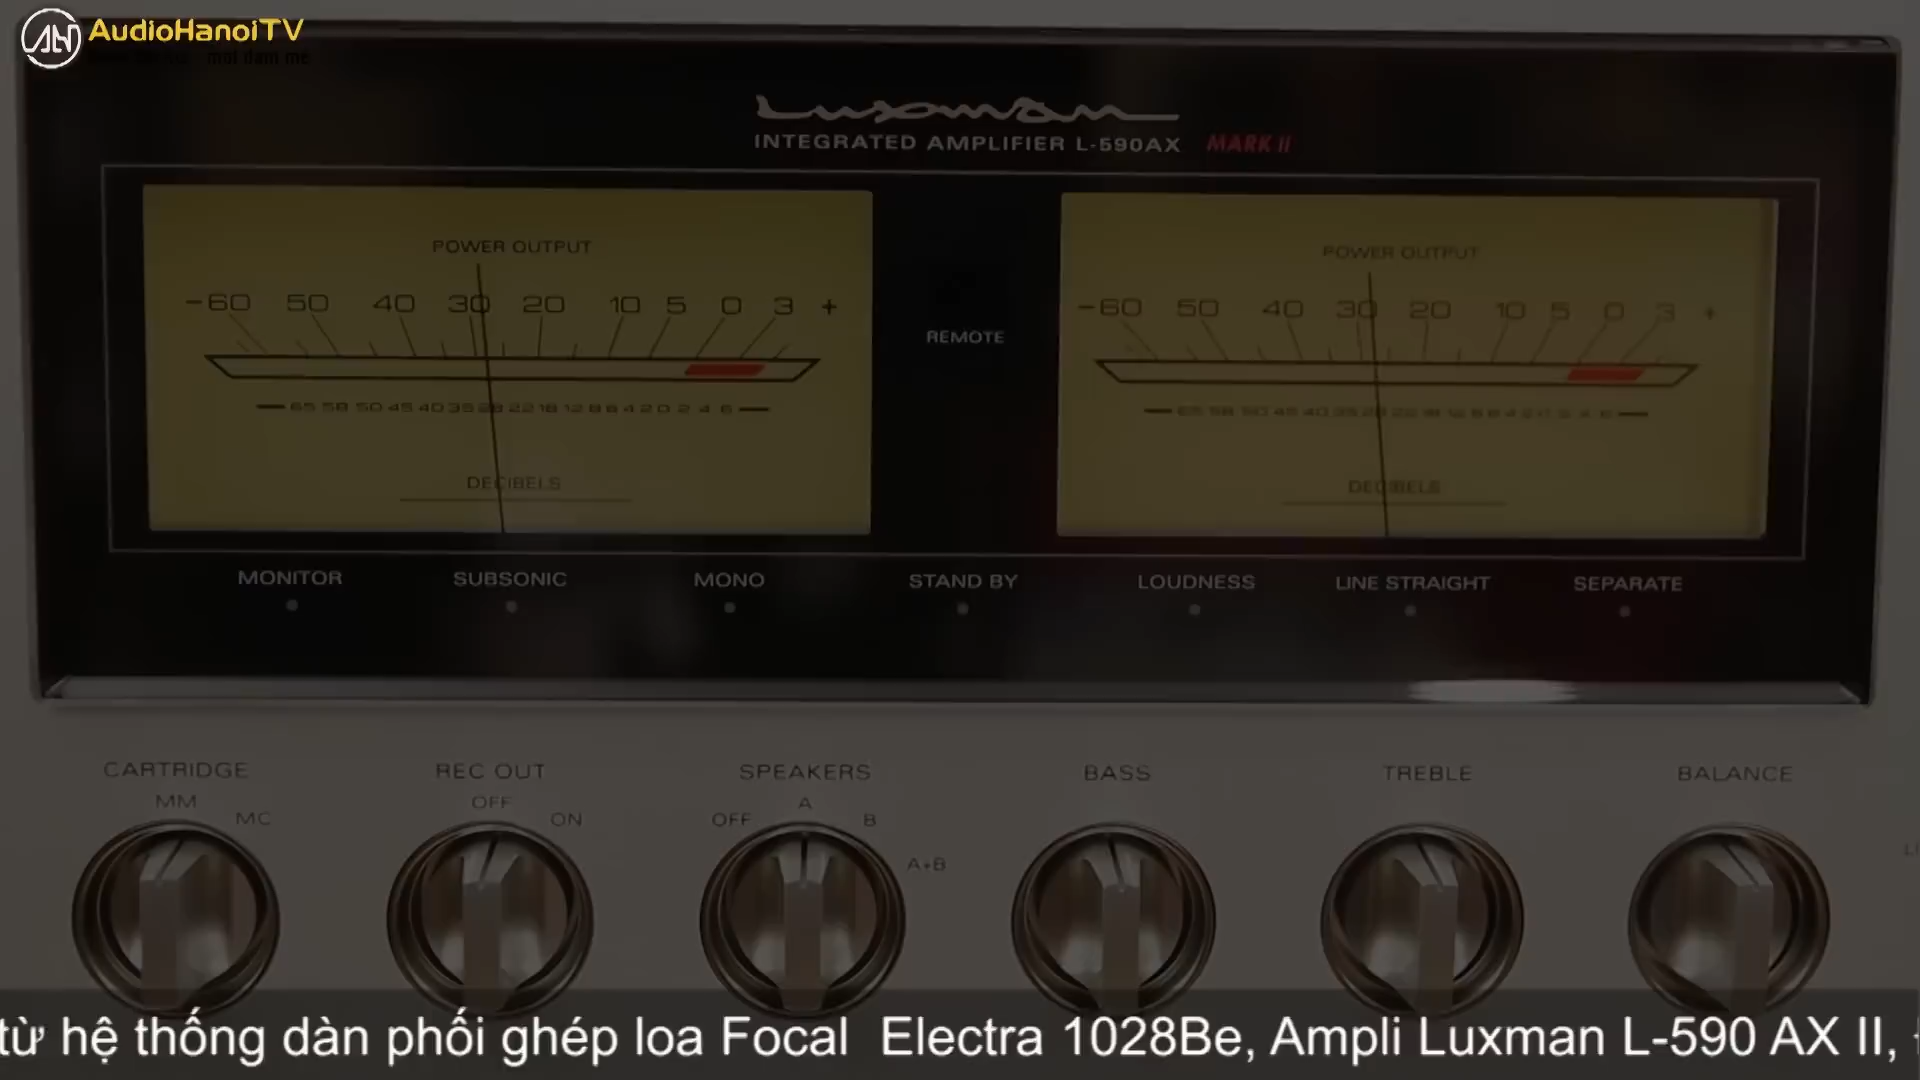 AudioHanoiTV
Luxman
INTEGRATED AMPLIFIER L-590AX MARK II
POWER OUTPUT
-60 50 40 30 20 10 5 0 3 +
DECIBELS
REMOTE
POWER OUTPUT
-60 50 40 30 20 10 5 0 3 +
DECIBELS
MONITOR SUBSONIC MONO STAND BY LOUDNESS LINE STRAIGHT SEPARATE
CARTRIDGE REC OUT SPEAKERS BASS TREBLE BALANCE
MM MC OFF ON OFF A B A+B
từ hệ thống dàn phối ghép loa Focal Electra 1028Be, Ampli Luxman L-590 AX II,